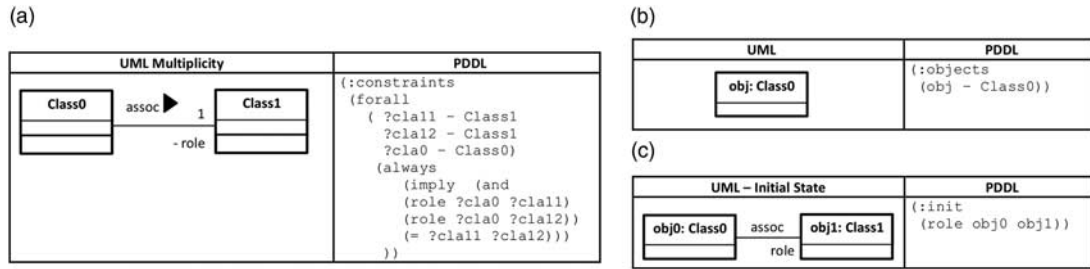 (a)
UML Multiplicity
PDDL
Class0
assoc
Class1
1
- role
(:constraints
(forall
( ?cla11 - Class1
?cla12 - Class1
?cla0 - Class0)
(always
(imply (and
(role ?cla0 ?cla11)
(role ?cla0 ?cla12))
(= ?cla11 ?cla12)))
))
(b)
UML
PDDL
obj: Class0
(:objects
(obj - Class0))
(c)
UML – Initial State
PDDL
obj0: Class0
assoc
obj1: Class1
role
(:init
(role obj0 obj1))